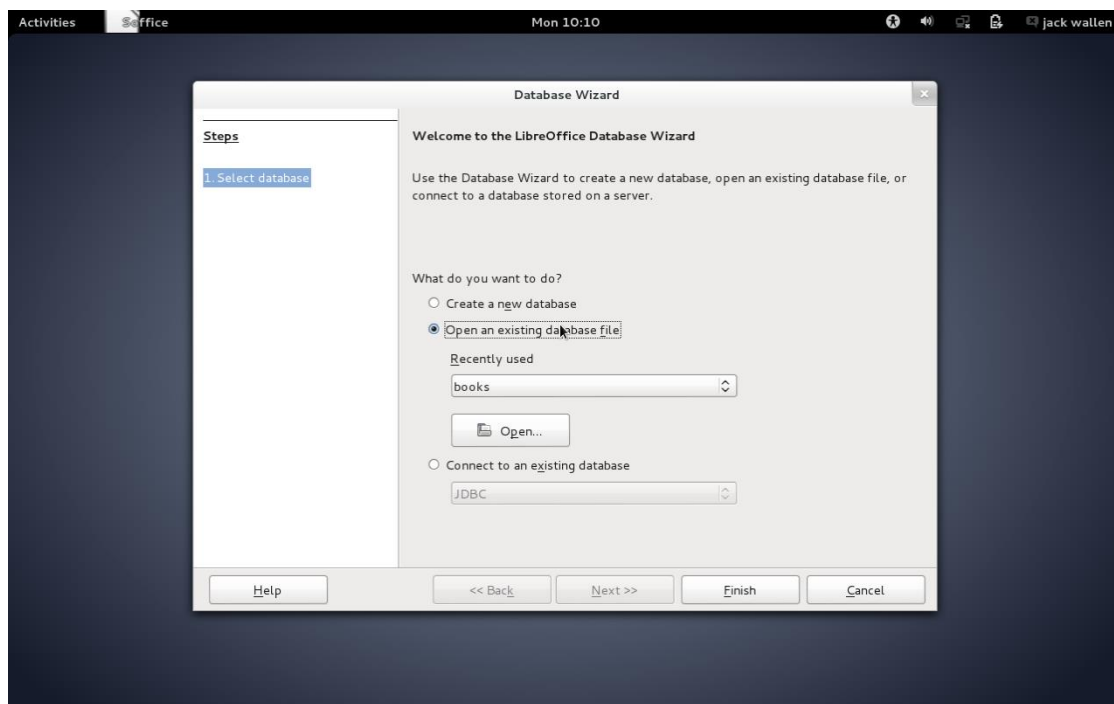 Activities Soffice Mon 10:10 jack wallen
Database Wizard
Steps
1. Select database
Welcome to the LibreOffice Database Wizard
Use the Database Wizard to create a new database, open an existing database file, or
connect to a database stored on a server.
What do you want to do?
Create a new database
Open an existing database file
Recently used
books
Open...
Connect to an existing database
JDBC
Help << Back Next >> Finish Cancel